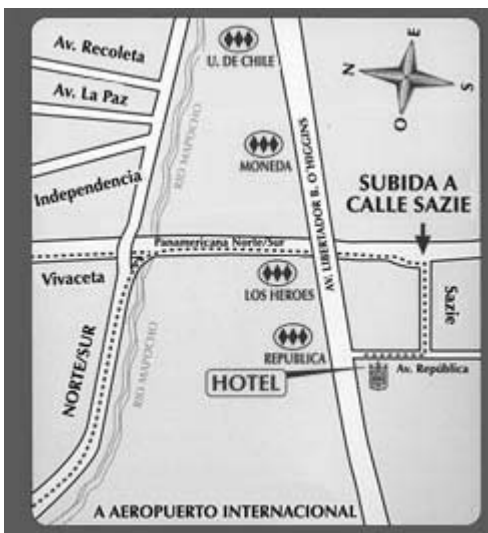 Av. Recoleta
U. DE CHILE
E
N
S
O
Av. La Paz
RIO MAPOCHO
MONEDA
AV. LIBERTADOR B. O'HIGGINS
Independencia
SUBIDA A
CALLE SAZIE
Panamericana Norte/Sur
Vivaceta
LOS HEROES
Sazie
NORTE/SUR
RIO MAPOCHO
REPUBLICA
HOTEL
Av. República
A AEROPUERTO INTERNACIONAL